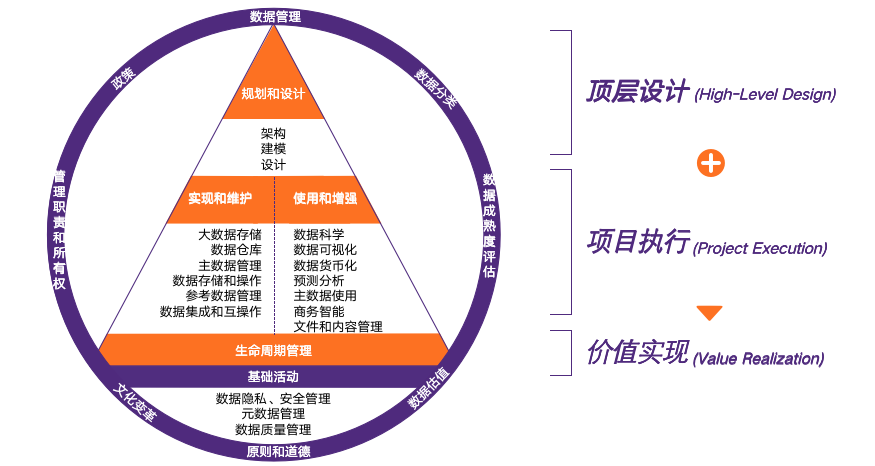 数据管理
政策
数据分类
管理职责和所有权
数据成熟度评估
文化变革
数据估值
原则和道德
规划和设计
架构
建模
设计
实现和维护
使用和增强
大数据存储
数据仓库
主数据管理
数据存储和操作
参考数据管理
数据集成和互操作
数据科学
数据可视化
数据货币化
预测分析
主数据使用
商务智能
文件和内容管理
生命周期管理
基础活动
数据隐私、安全管理
元数据管理
数据质量管理
顶层设计 (High-Level Design)
项目执行 (Project Execution)
价值实现 (Value Realization)